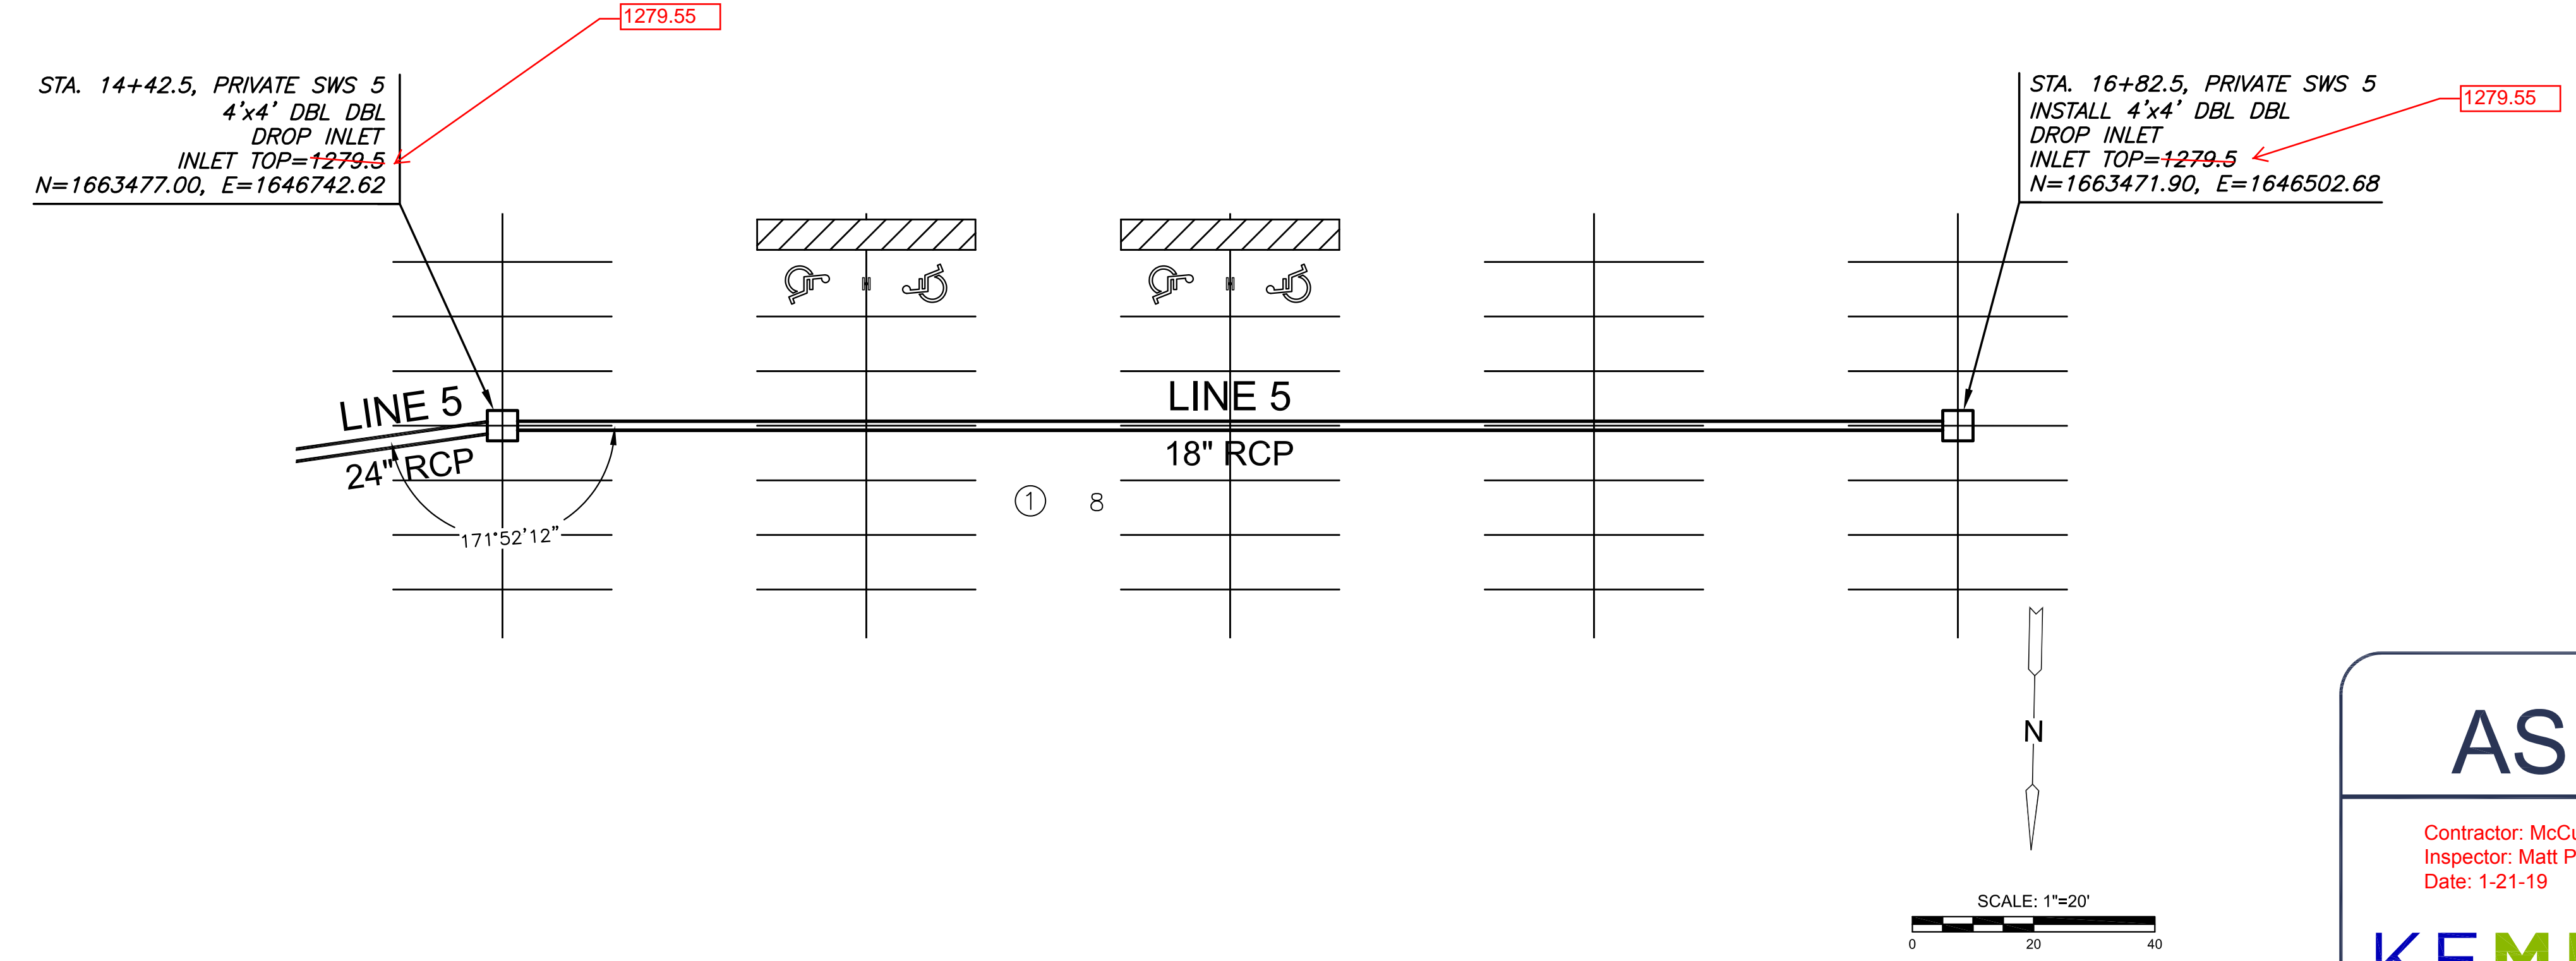 1279.55
STA. 14+42.5, PRIVATE SWS 5
4'x4' DBL DBL
DROP INLET
INLET TOP=1279.5
N=1663477.00, E=1646742.62
STA. 16+82.5, PRIVATE SWS 5
INSTALL 4'x4' DBL DBL
DROP INLET
INLET TOP=1279.5
N=1663471.90, E=1646502.68
1279.55
LINE 5
24" RCP
171°52'12"
LINE 5
18" RCP
1 8
N
SCALE: 1"=20'
0 20 40
AS
Contractor:
Inspector: Matt
Date: 1-21-19